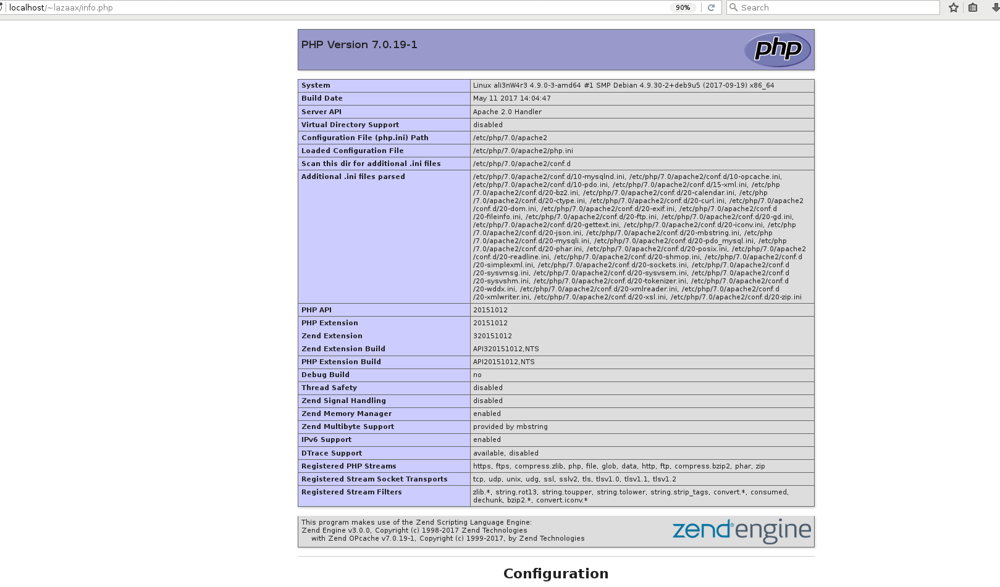 localhost/~lazaax/info.php
90%
Search
PHP Version 7.0.19-1
php
System Linux ali3nW4r3 4.9.0-3-amd64 #1 SMP Debian 4.9.30-2+deb9u5 (2017-09-19) x86_64
Build Date May 11 2017 14:04:47
Server API Apache 2.0 Handler
Virtual Directory Support disabled
Configuration File (php.ini) Path /etc/php/7.0/apache2
Loaded Configuration File /etc/php/7.0/apache2/php.ini
Scan this dir for additional .ini files /etc/php/7.0/apache2/conf.d
Additional .ini files parsed /etc/php/7.0/apache2/conf.d/10-mysqlnd.ini, /etc/php/7.0/apache2/conf.d/10-opcache.ini,
/etc/php/7.0/apache2/conf.d/10-pdo.ini, /etc/php/7.0/apache2/conf.d/15-xml.ini, /etc/php
/7.0/apache2/conf.d/20-bz2.ini, /etc/php/7.0/apache2/conf.d/20-calendar.ini, /etc/php
/7.0/apache2/conf.d/20-ctype.ini, /etc/php/7.0/apache2/conf.d/20-curl.ini, /etc/php/7.0/apache2
/conf.d/20-dom.ini, /etc/php/7.0/apache2/conf.d/20-exif.ini, /etc/php/7.0/apache2/conf.d
/20-fileinfo.ini, /etc/php/7.0/apache2/conf.d/20-ftp.ini, /etc/php/7.0/apache2/conf.d/20-gd.ini,
/etc/php/7.0/apache2/conf.d/20-gettext.ini, /etc/php/7.0/apache2/conf.d/20-iconv.ini, /etc/php
/7.0/apache2/conf.d/20-json.ini, /etc/php/7.0/apache2/conf.d/20-mbstring.ini, /etc/php
/7.0/apache2/conf.d/20-mysqli.ini, /etc/php/7.0/apache2/conf.d/20-pdo_mysql.ini, /etc/php
/7.0/apache2/conf.d/20-phar.ini, /etc/php/7.0/apache2/conf.d/20-posix.ini, /etc/php/7.0/apache2
/conf.d/20-readline.ini, /etc/php/7.0/apache2/conf.d/20-shmop.ini, /etc/php/7.0/apache2/conf.d
/20-simplexml.ini, /etc/php/7.0/apache2/conf.d/20-sockets.ini, /etc/php/7.0/apache2/conf.d
/20-sysvmsg.ini, /etc/php/7.0/apache2/conf.d/20-sysvsem.ini, /etc/php/7.0/apache2/conf.d
/20-sysvshm.ini, /etc/php/7.0/apache2/conf.d/20-tokenizer.ini, /etc/php/7.0/apache2/conf.d
/20-wddx.ini, /etc/php/7.0/apache2/conf.d/20-xmlreader.ini, /etc/php/7.0/apache2/conf.d
/20-xmlwriter.ini, /etc/php/7.0/apache2/conf.d/20-xsl.ini, /etc/php/7.0/apache2/conf.d/20-zip.ini
PHP API 20151012
PHP Extension 20151012
Zend Extension 320151012
Zend Extension Build API320151012,NTS
PHP Extension Build API20151012,NTS
Debug Build no
Thread Safety disabled
Zend Signal Handling disabled
Zend Memory Manager enabled
Zend Multibyte Support provided by mbstring
IPv6 Support enabled
DTrace Support available, disabled
Registered PHP Streams https, ftps, compress.zlib, php, file, glob, data, http, ftp, compress.bzip2, phar, zip
Registered Stream Socket Transports tcp, udp, unix, udg, ssl, sslv2, tls, tlsv1.0, tlsv1.1, tlsv1.2
Registered Stream Filters zlib.*, string.rot13, string.toupper, string.tolower, string.strip_tags, convert.*, consumed,
dechunk, bzip2.*, convert.iconv.*
This program makes use of the Zend Scripting Language Engine:
Zend Engine v3.0.0, Copyright (c) 1998-2017 Zend Technologies
with Zend OPcache v7.0.19-1, Copyright (c) 1999-2017, by Zend Technologies
zend engine
Configuration